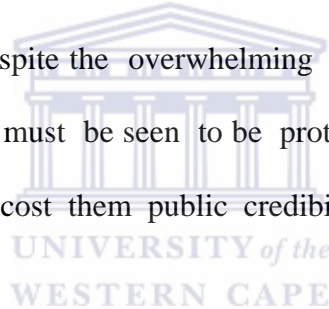 spite the overwhelming
must be seen to be prot
cost them public credibi
UNIVERSITY of the
WESTERN CAPE